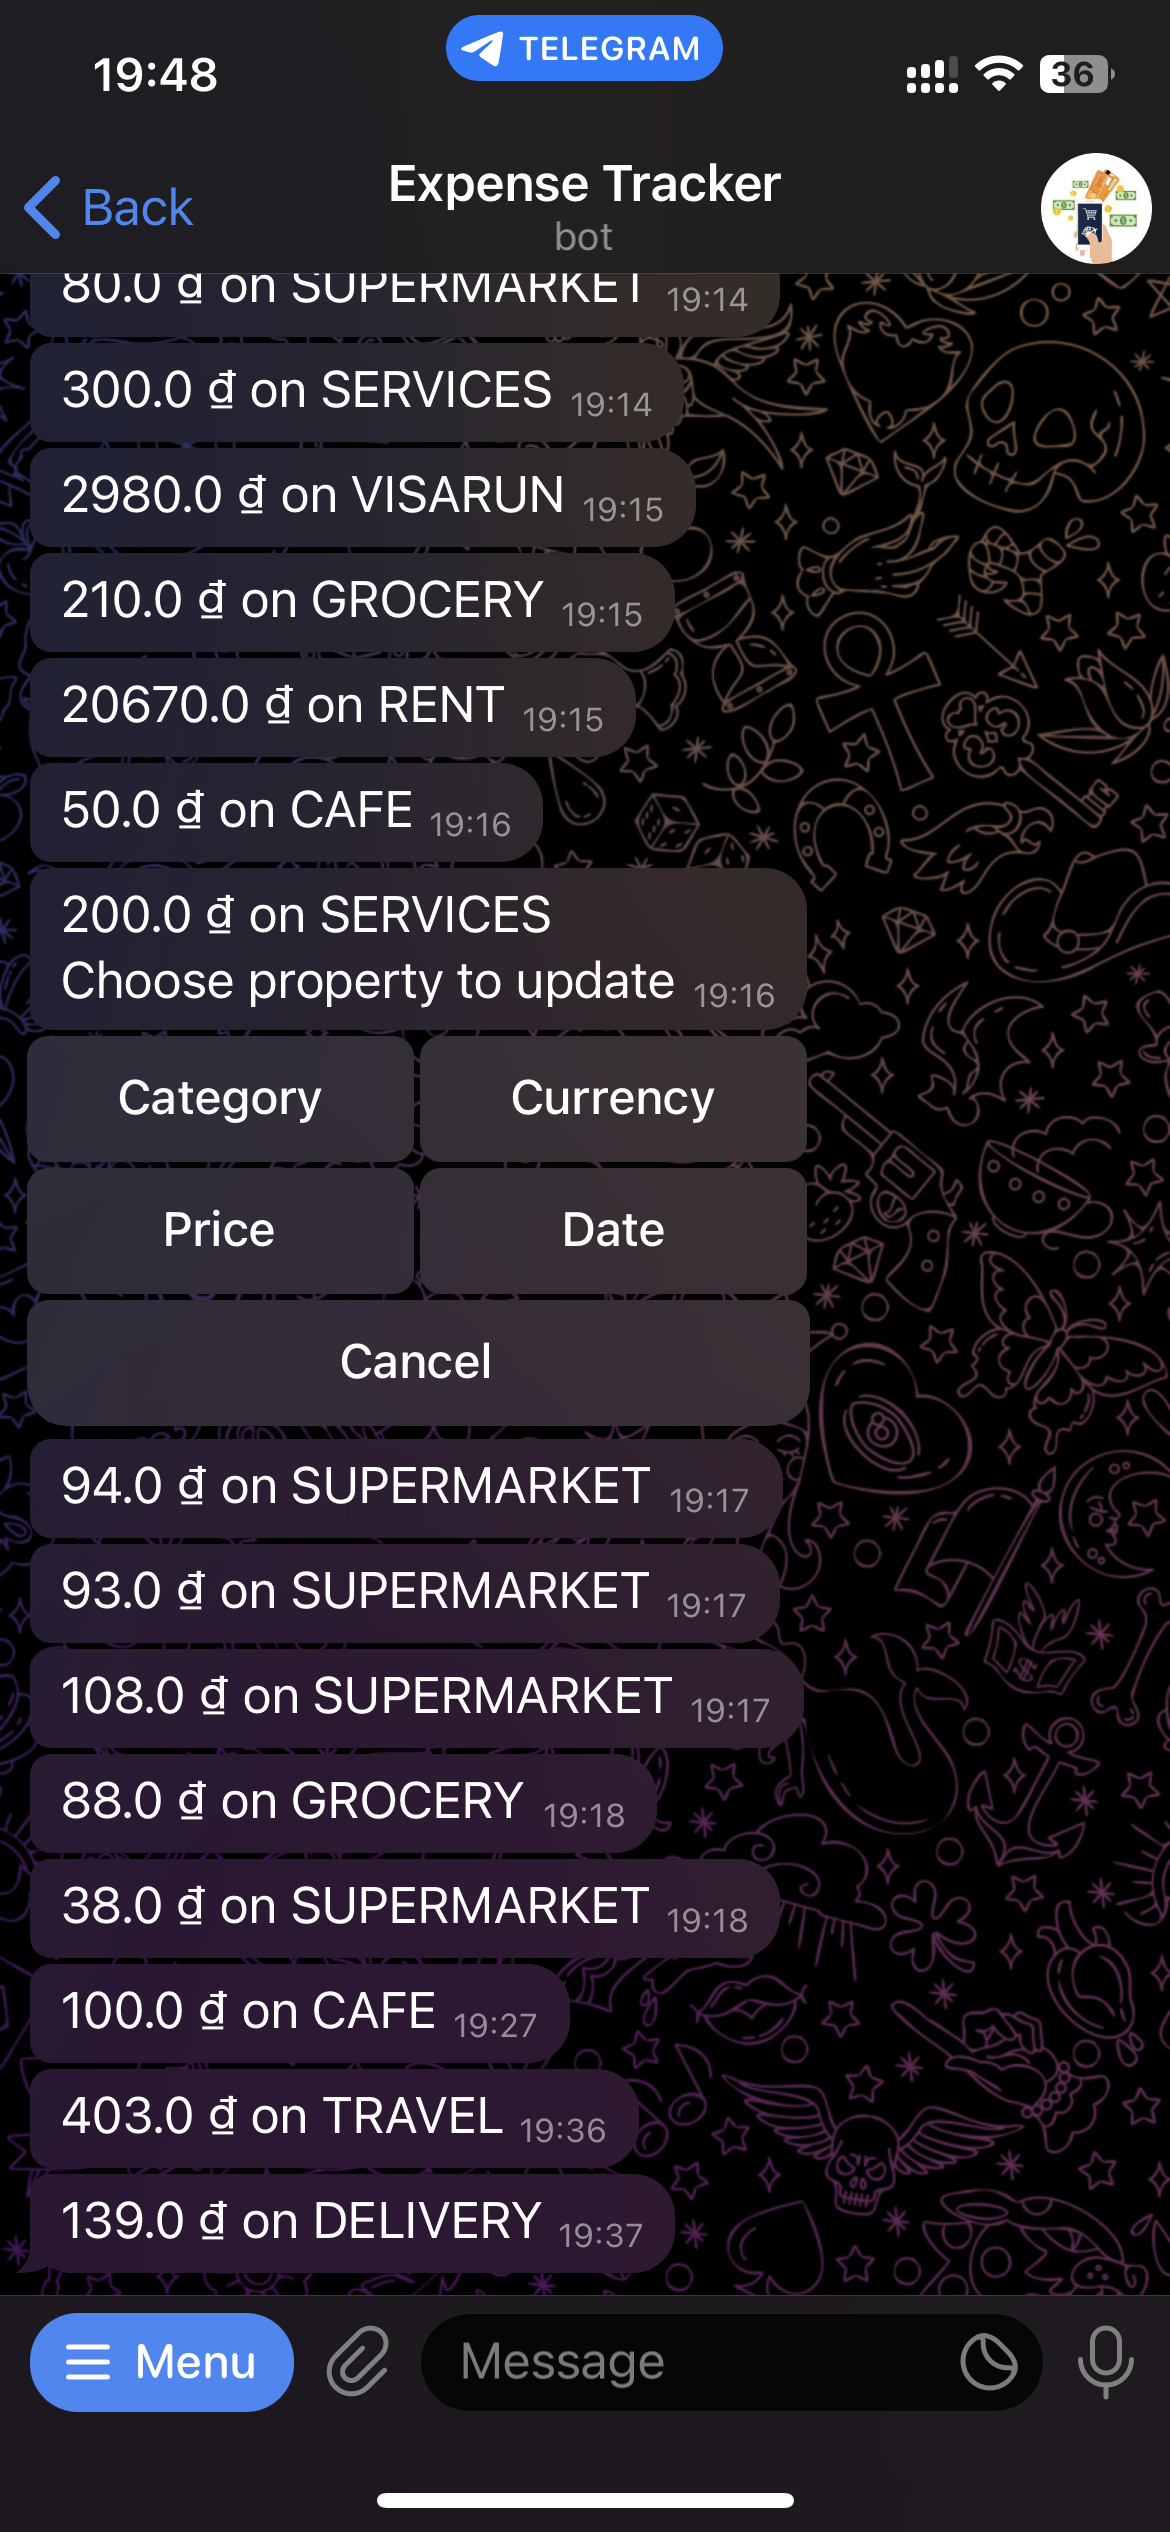 19:48
TELEGRAM
36
Back
Expense Tracker
bot
80.0 ₫ on SUPERMARKET 19:14
300.0 ₫ on SERVICES 19:14
2980.0 ₫ on VISARUN 19:15
210.0 ₫ on GROCERY 19:15
20670.0 ₫ on RENT 19:15
50.0 ₫ on CAFE 19:16
200.0 ₫ on SERVICES
Choose property to update 19:16
Category
Currency
Price
Date
Cancel
94.0 ₫ on SUPERMARKET 19:17
93.0 ₫ on SUPERMARKET 19:17
108.0 ₫ on SUPERMARKET 19:17
88.0 ₫ on GROCERY 19:18
38.0 ₫ on SUPERMARKET 19:18
100.0 ₫ on CAFE 19:27
403.0 ₫ on TRAVEL 19:36
139.0 ₫ on DELIVERY 19:37
Menu
Message